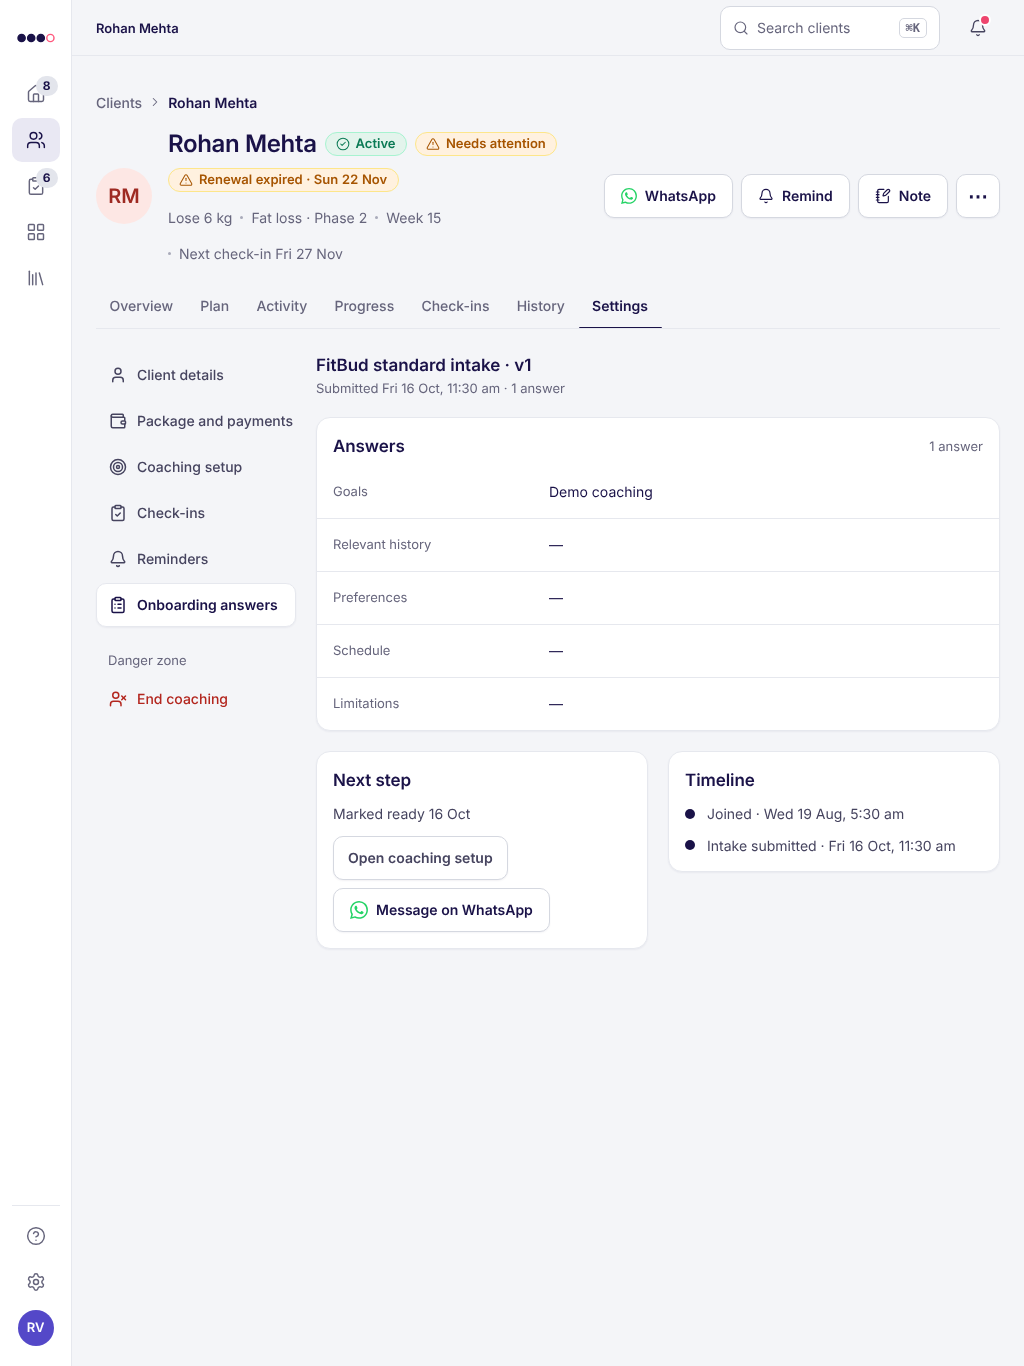 Rohan Mehta
Search clients
⌘K
8
6
Clients
Rohan Mehta
Rohan Mehta
Active
Needs attention
RM
Renewal expired · Sun 22 Nov
Lose 6 kg • Fat loss · Phase 2 • Week 15
• Next check-in Fri 27 Nov
WhatsApp
Remind
Note
Overview
Plan
Activity
Progress
Check-ins
History
Settings
Client details
Package and payments
Coaching setup
Check-ins
Reminders
Onboarding answers
Danger zone
End coaching
FitBud standard intake · v1
Submitted Fri 16 Oct, 11:30 am · 1 answer
Answers
1 answer
Goals
Demo coaching
Relevant history
—
Preferences
—
Schedule
—
Limitations
—
Next step
Marked ready 16 Oct
Open coaching setup
Message on WhatsApp
Timeline
Joined · Wed 19 Aug, 5:30 am
Intake submitted · Fri 16 Oct, 11:30 am
RV